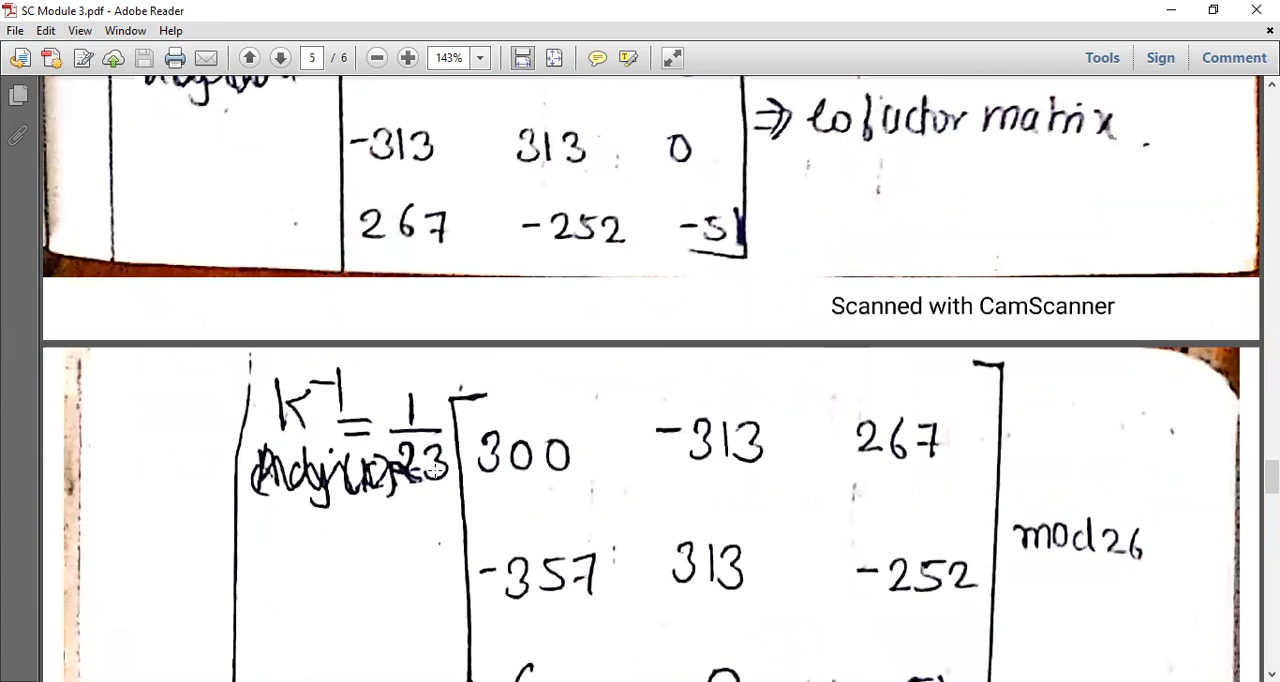 SC Module 3.pdf - Adobe Reader
File Edit View Window Help
5 / 6 143% Tools Sign Comment
-313 313 0
⇒ Cofactor matrix.
267 -252 -51
Scanned with CamScanner
K⁻¹ = 1/23
300 -313 267
-357 313 -252
mod 26